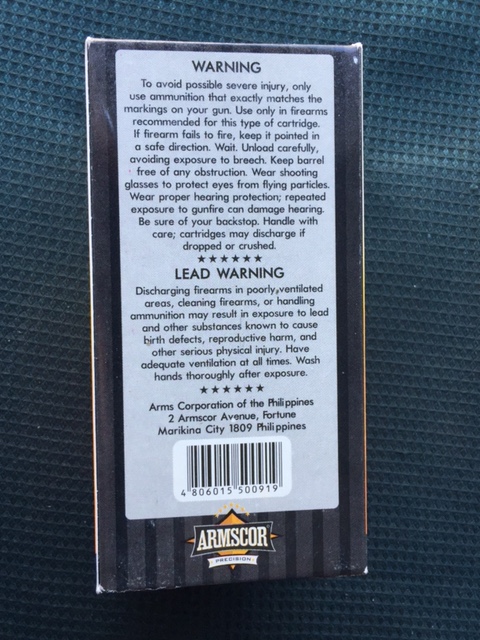 WARNING
To avoid possible severe injury, only
use ammunition that exactly matches the
markings on your gun. Use only in firearms
recommended for this type of cartridge.
If firearm fails to fire, keep it pointed in
a safe direction. Wait. Unload carefully,
avoiding exposure to breech. Keep barrel
free of any obstruction. Wear shooting
glasses to protect eyes from flying particles.
Wear proper hearing protection; repeated
exposure to gunfire can damage hearing.
Be sure of your backstop. Handle with
care; cartridges may discharge if
dropped or crushed.
★★★★★★
LEAD WARNING
Discharging firearms in poorly ventilated
areas, cleaning firearms, or handling
ammunition may result in exposure to lead
and other substances known to cause
birth defects, reproductive harm, and
other serious physical injury. Have
adequate ventilation at all times. Wash
hands thoroughly after exposure.
★★★★★★
Arms Corporation of the Philippines
2 Armscor Avenue, Fortune
Marikina City 1809 Philippines
4 806015 500919
ARMSCOR
PRECISION